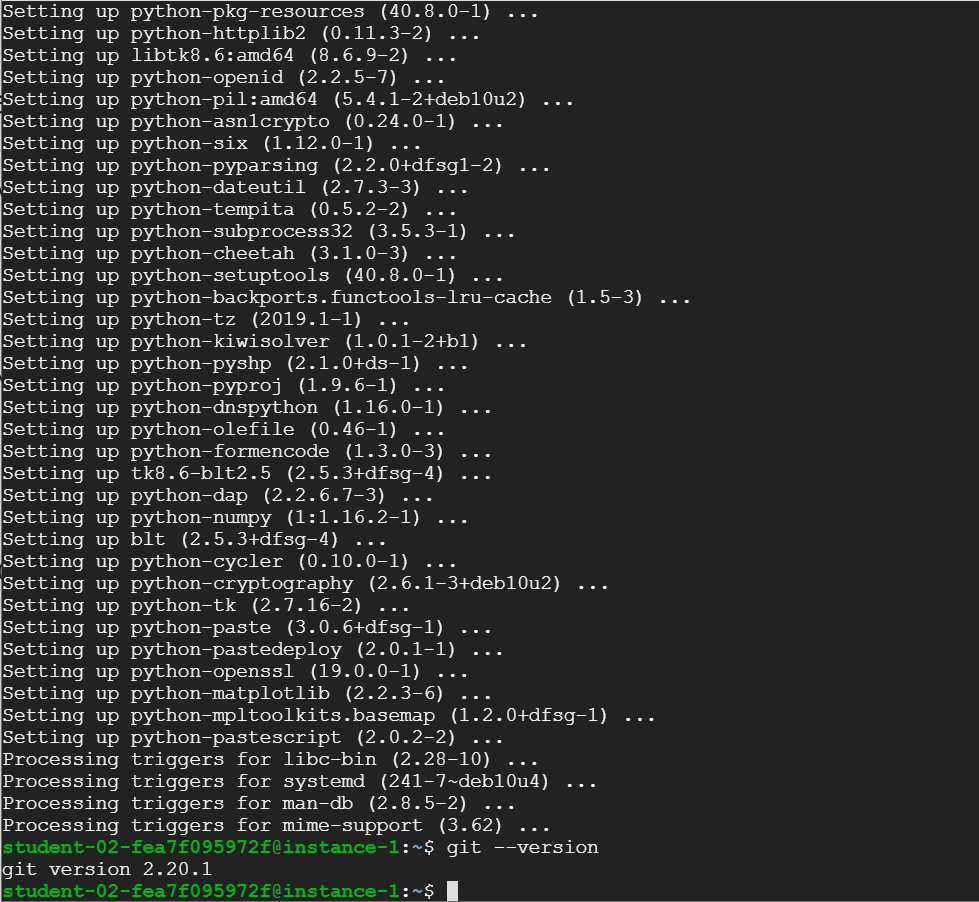 Setting up python-pkg-resources (40.8.0-1) ...
Setting up python-httplib2 (0.11.3-2) ...
Setting up libtk8.6:amd64 (8.6.9-2) ...
Setting up python-openid (2.2.5-7) ...
Setting up python-pil:amd64 (5.4.1-2+deb10u2) ...
Setting up python-asn1crypto (0.24.0-1) ...
Setting up python-six (1.12.0-1) ...
Setting up python-pyparsing (2.2.0+dfsg1-2) ...
Setting up python-dateutil (2.7.3-3) ...
Setting up python-tempita (0.5.2-2) ...
Setting up python-subprocess32 (3.5.3-1) ...
Setting up python-cheetah (3.1.0-3) ...
Setting up python-setuptools (40.8.0-1) ...
Setting up python-backports.functools-lru-cache (1.5-3) ...
Setting up python-tz (2019.1-1) ...
Setting up python-kiwisolver (1.0.1-2+b1) ...
Setting up python-pyshp (2.1.0+ds-1) ...
Setting up python-pyproj (1.9.6-1) ...
Setting up python-dnspython (1.16.0-1) ...
Setting up python-olefile (0.46-1) ...
Setting up python-formencode (1.3.0-3) ...
Setting up tk8.6-blt2.5 (2.5.3+dfsg-4) ...
Setting up python-dap (2.2.6.7-3) ...
Setting up python-numpy (1:1.16.2-1) ...
Setting up blt (2.5.3+dfsg-4) ...
Setting up python-cycler (0.10.0-1) ...
Setting up python-cryptography (2.6.1-3+deb10u2) ...
Setting up python-tk (2.7.16-2) ...
Setting up python-paste (3.0.6+dfsg-1) ...
Setting up python-pastedeploy (2.0.1-1) ...
Setting up python-openssl (19.0.0-1) ...
Setting up python-matplotlib (2.2.3-6) ...
Setting up python-mpltoolkits.basemap (1.2.0+dfsg-1) ...
Setting up python-pastescript (2.0.2-2) ...
Processing triggers for libc-bin (2.28-10) ...
Processing triggers for systemd (241-7~deb10u4) ...
Processing triggers for man-db (2.8.5-2) ...
Processing triggers for mime-support (3.62) ...
student-02-fea7f095972f@instance-1:~$ git --version
git version 2.20.1
student-02-fea7f095972f@instance-1:~$